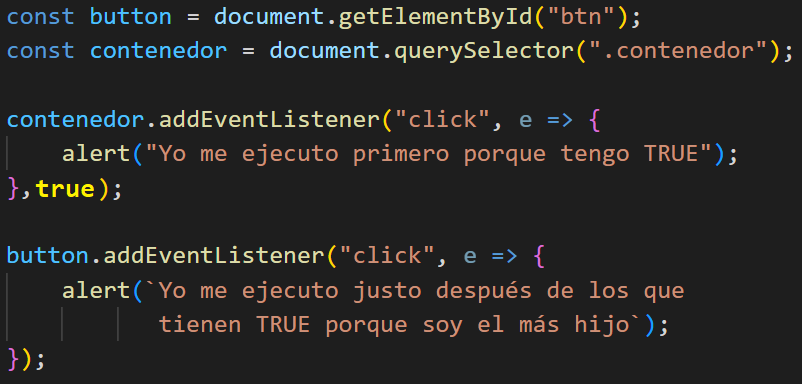 const button = document.getElementById("btn");
const contenedor = document.querySelector(".contenedor");
contenedor.addEventListener("click", e => {
    alert("Yo me ejecuto primero porque tengo TRUE");
},true);
button.addEventListener("click", e => {
    alert(`Yo me ejecuto justo después de los que
           tienen TRUE porque soy el más hijo`);
});